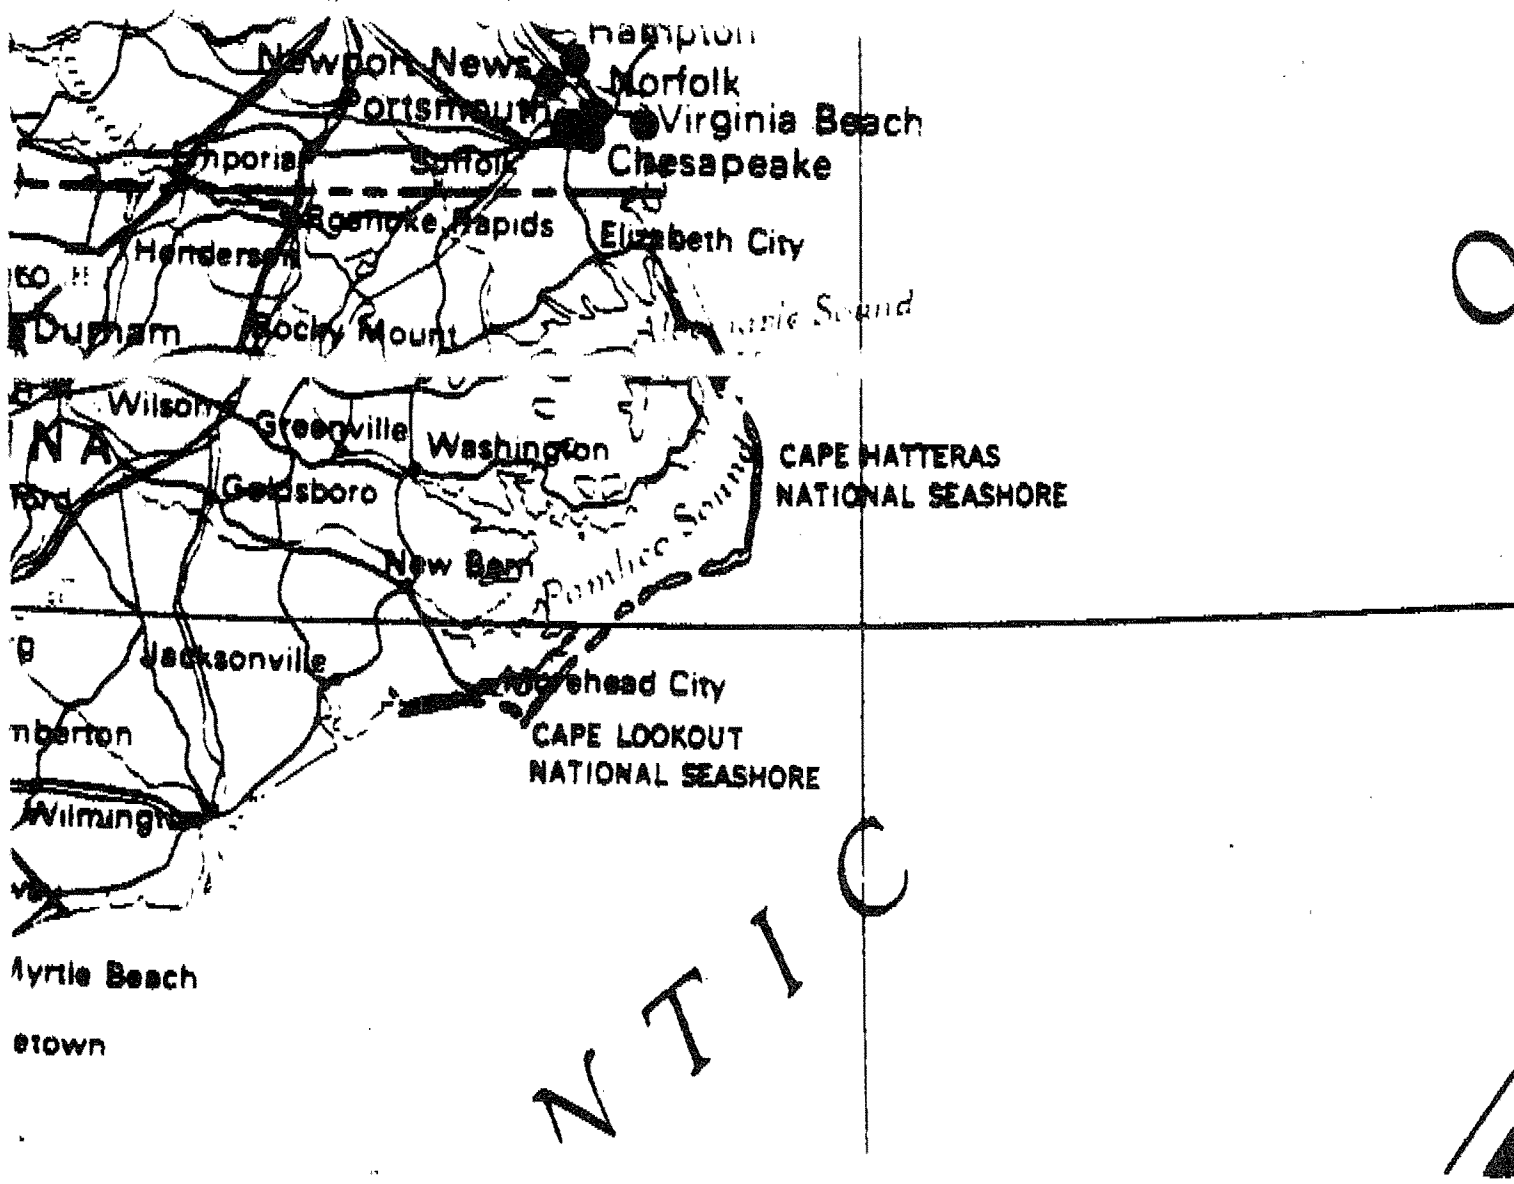 Hampton
Newport News
Norfolk
Portsmouth
Virginia Beach
Emporia
Suffolk
Chesapeake
Roanoke Rapids
Elizabeth City
Henderson
O
Sound
Durham
Rocky Mount
Wilson
Greenville
Washington
N A
CAPE HATTERAS
NATIONAL SEASHORE
Goldsboro
Pamlico Sound
New Bern
Jacksonville
Morehead City
mberton
CAPE LOOKOUT
NATIONAL SEASHORE
Wilmington
N T I C
Myrtle Beach
etown